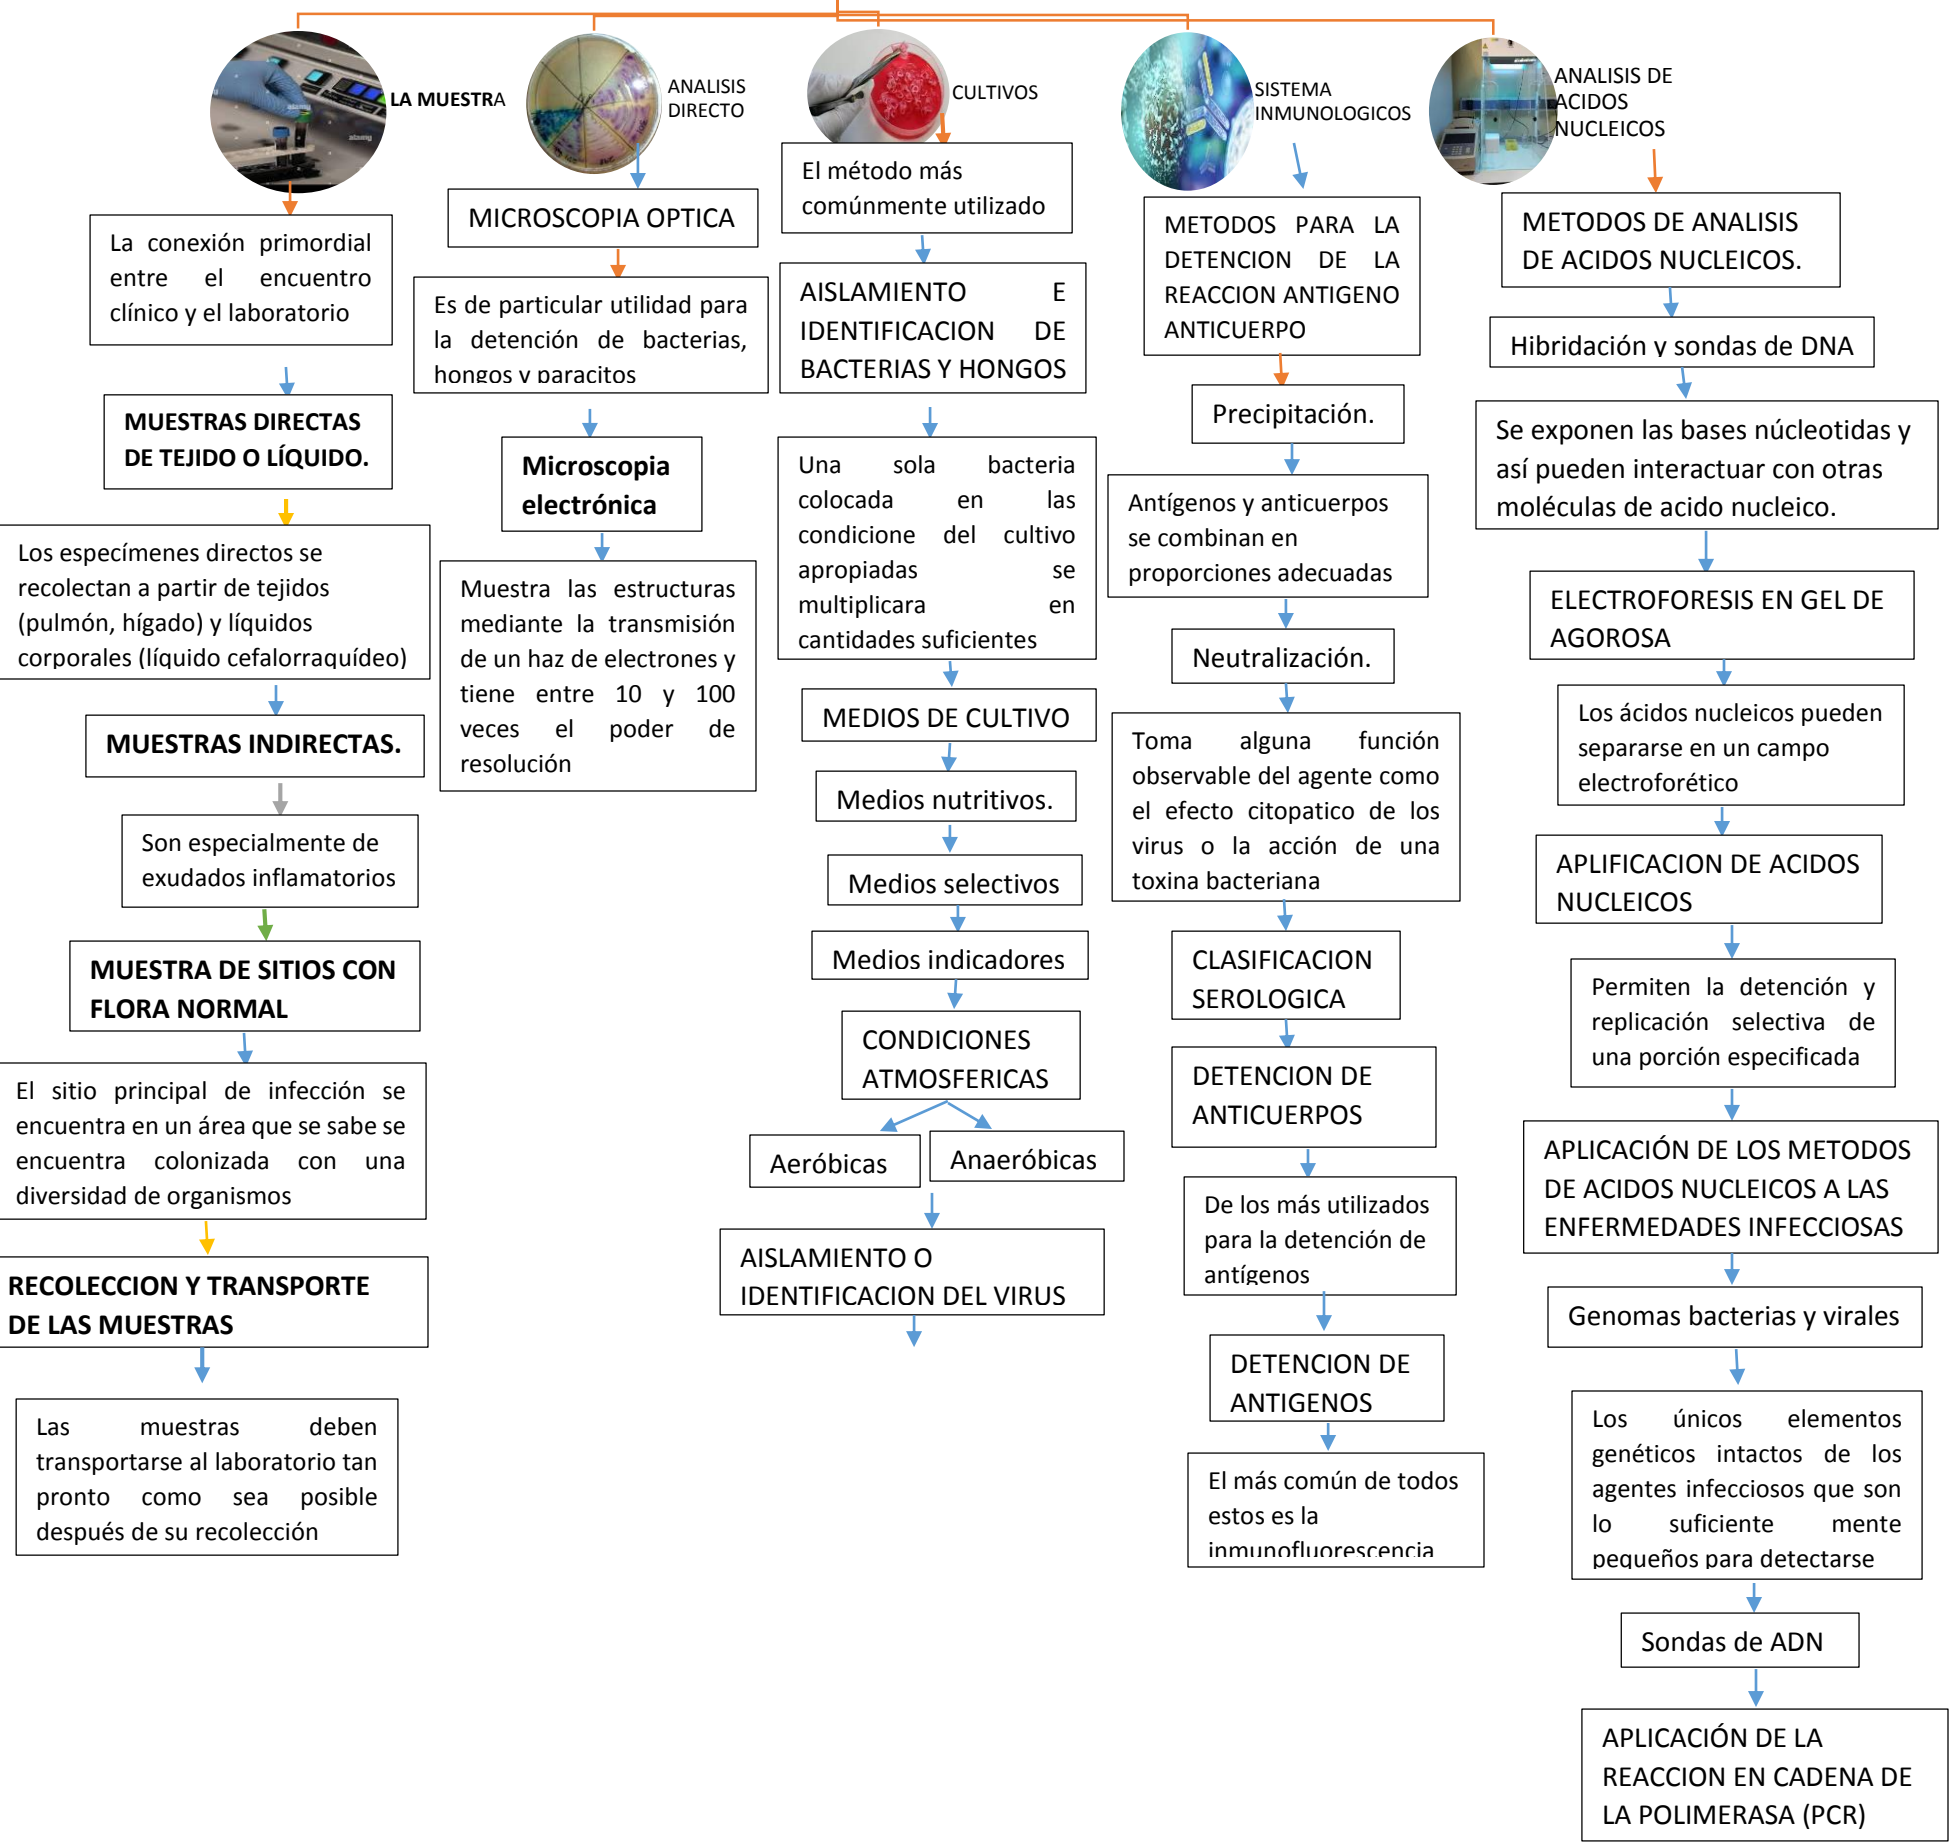 LA MUESTRA
La conexión primordial
entre el encuentro
clínico y el laboratorio
MUESTRAS DIRECTAS
DE TEJIDO O LÍQUIDO.
Los especímenes directos se
recolectan a partir de tejidos
(pulmón, hígado) y líquidos
corporales (líquido cefalorraquídeo)
MUESTRAS INDIRECTAS.
Son especialmente de
exudados inflamatorios
MUESTRA DE SITIOS CON
FLORA NORMAL
El sitio principal de infección se
encuentra en un área que se sabe se
encuentra colonizada con una
diversidad de organismos
RECOLECCION Y TRANSPORTE
DE LAS MUESTRAS
Las muestras deben
transportarse al laboratorio tan
pronto como sea posible
después de su recolección
ANALISIS
DIRECTO
MICROSCOPIA OPTICA
Es de particular utilidad para
la detención de bacterias,
hongos y paracitos
Microscopia
electrónica
Muestra las estructuras
mediante la transmisión
de un haz de electrones y
tiene entre 10 y 100
veces el poder de
resolución
CULTIVOS
El método más
comúnmente utilizado
AISLAMIENTO E
IDENTIFICACION DE
BACTERIAS Y HONGOS
Una sola bacteria
colocada en las
condicione del cultivo
apropiadas se
multiplicara en
cantidades suficientes
MEDIOS DE CULTIVO
Medios nutritivos.
Medios selectivos
Medios indicadores
CONDICIONES
ATMOSFERICAS
Aeróbicas
Anaeróbicas
AISLAMIENTO O
IDENTIFICACION DEL VIRUS
SISTEMA
INMUNOLOGICOS
METODOS PARA LA
DETENCION DE LA
REACCION ANTIGENO
ANTICUERPO
Precipitación.
Antígenos y anticuerpos
se combinan en
proporciones adecuadas
Neutralización.
Toma alguna función
observable del agente como
el efecto citopatico de los
virus o la acción de una
toxina bacteriana
CLASIFICACION
SEROLOGICA
DETENCION DE
ANTICUERPOS
De los más utilizados
para la detención de
antígenos
DETENCION DE
ANTIGENOS
El más común de todos
estos es la
inmunofluorescencia
ANALISIS DE
ACIDOS
NUCLEICOS
METODOS DE ANALISIS
DE ACIDOS NUCLEICOS.
Hibridación y sondas de DNA
Se exponen las bases núcleotidas y
así pueden interactuar con otras
moléculas de acido nucleico.
ELECTROFORESIS EN GEL DE
AGOROSA
Los ácidos nucleicos pueden
separarse en un campo
electroforético
APLIFICACION DE ACIDOS
NUCLEICOS
Permiten la detención y
replicación selectiva de
una porción especificada
APLICACIÓN DE LOS METODOS
DE ACIDOS NUCLEICOS A LAS
ENFERMEDADES INFECCIOSAS
Genomas bacterias y virales
Los únicos elementos
genéticos intactos de los
agentes infecciosos que son
lo suficiente mente
pequeños para detectarse
Sondas de ADN
APLICACIÓN DE LA
REACCION EN CADENA DE
LA POLIMERASA (PCR)